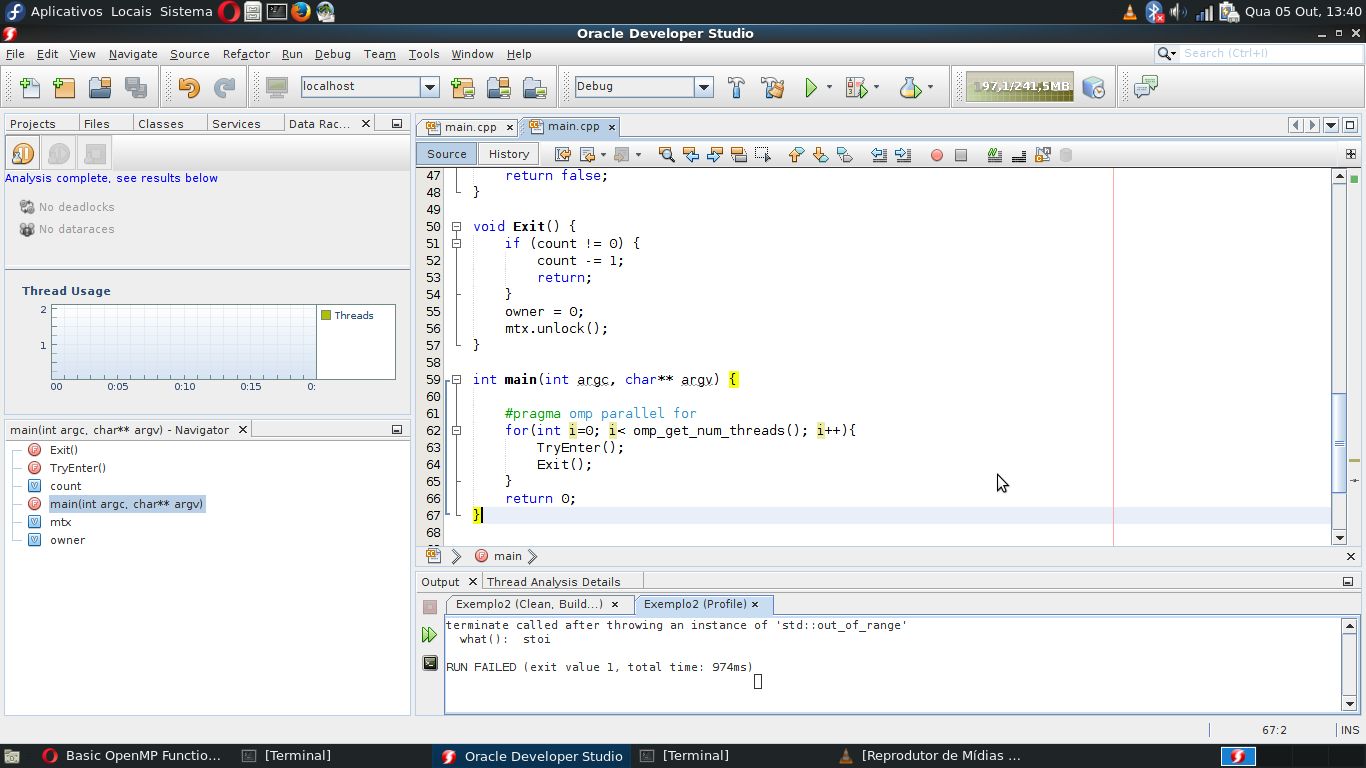 Aplicativos Locais Sistema Qua 05 Out, 13:40
Oracle Developer Studio
File Edit View Navigate Source Refactor Run Debug Team Tools Window Help
Search (Ctrl+I)
localhost Debug 97,1/241,5MB
Projects Files Classes Services Data Rac...
Analysis complete, see results below
No deadlocks
No dataraces
Thread Usage
2
1
Threads
00 0:05 0:10 0:15 0:
main(int argc, char** argv) - Navigator
Exit()
TryEnter()
count
main(int argc, char** argv)
mtx
owner
main.cpp main.cpp
Source History
47 return false;
48 }
49
50 void Exit() {
51 if (count != 0) {
52 count -= 1;
53 return;
54 }
55 owner = 0;
56 mtx.unlock();
57 }
58
59 int main(int argc, char** argv) {
60
61 #pragma omp parallel for
62 for(int i=0; i< omp_get_num_threads(); i++){
63 TryEnter();
64 Exit();
65 }
66 return 0;
67 }
68
main
Output Thread Analysis Details
Exemplo2 (Clean, Build...) Exemplo2 (Profile)
terminate called after throwing an instance of 'std::out_of_range'
what(): stoi
RUN FAILED (exit value 1, total time: 974ms)
67:2 INS
Basic OpenMP Functio... [Terminal] Oracle Developer Studio [Terminal] [Reprodutor de Mídias ...